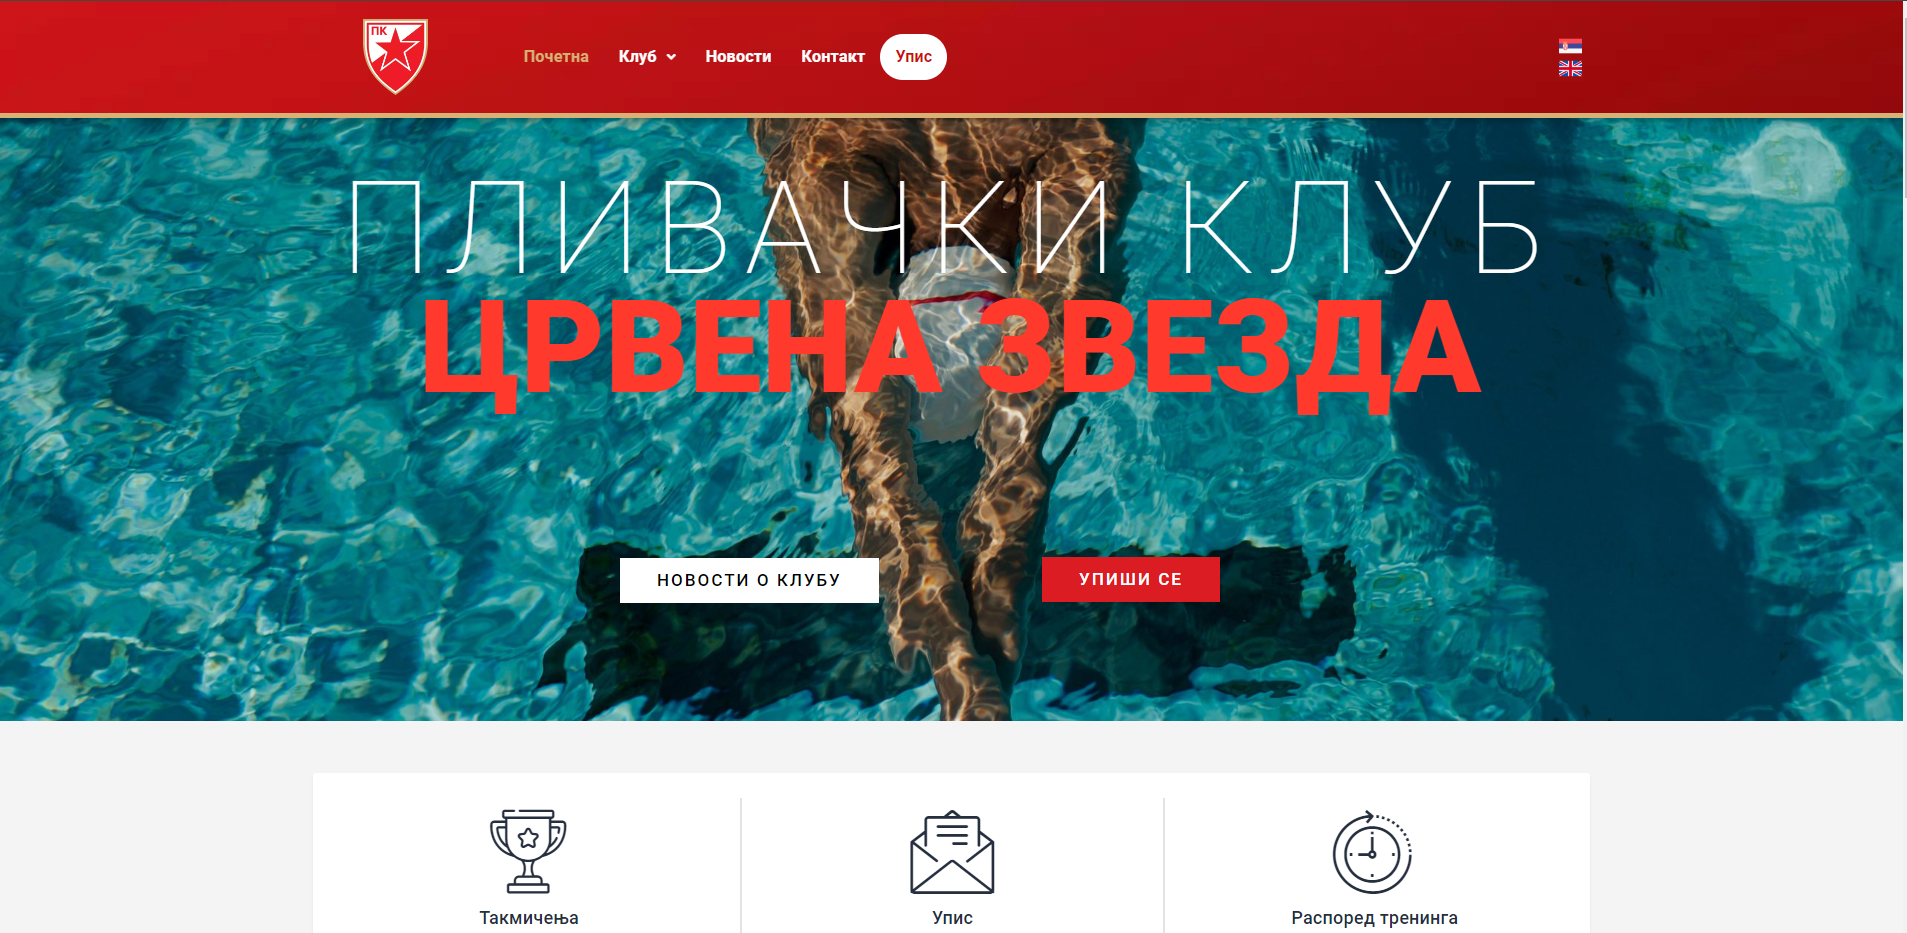 ПК
Почетна Клуб Новости Контакт Упис
ПЛИВАЧКИ КЛУБ
ЦРВЕНА ЗВЕЗДА
НОВОСТИ О КЛУБУ
УПИШИ СЕ
Такмичења
Упис
Распоред тренинга